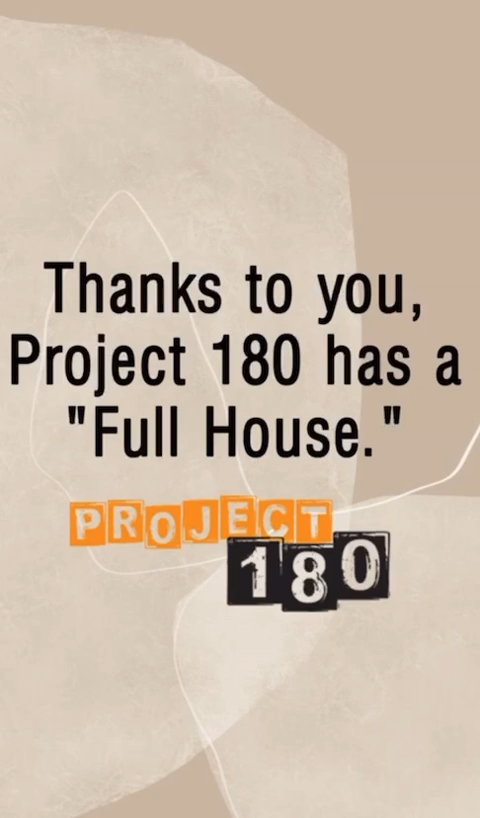 Thanks to you,
Project 180 has a
"Full House."
PROJECT
180